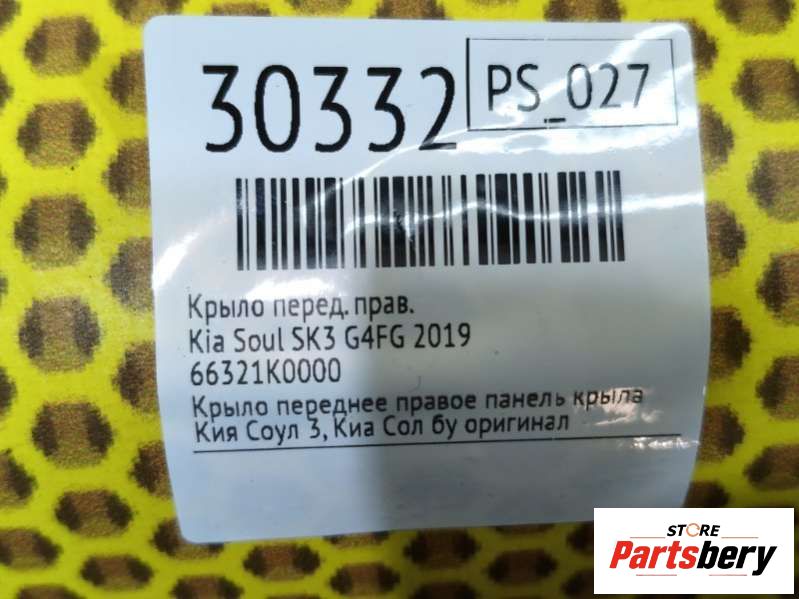 30332
PS_027
Крыло перед. прав.
Kia Soul SK3 G4FG 2019
66321K0000
Крыло переднее правое панель крыла
Кия Соул 3, Киа Сол бу оригинал
STORE
Partsbery